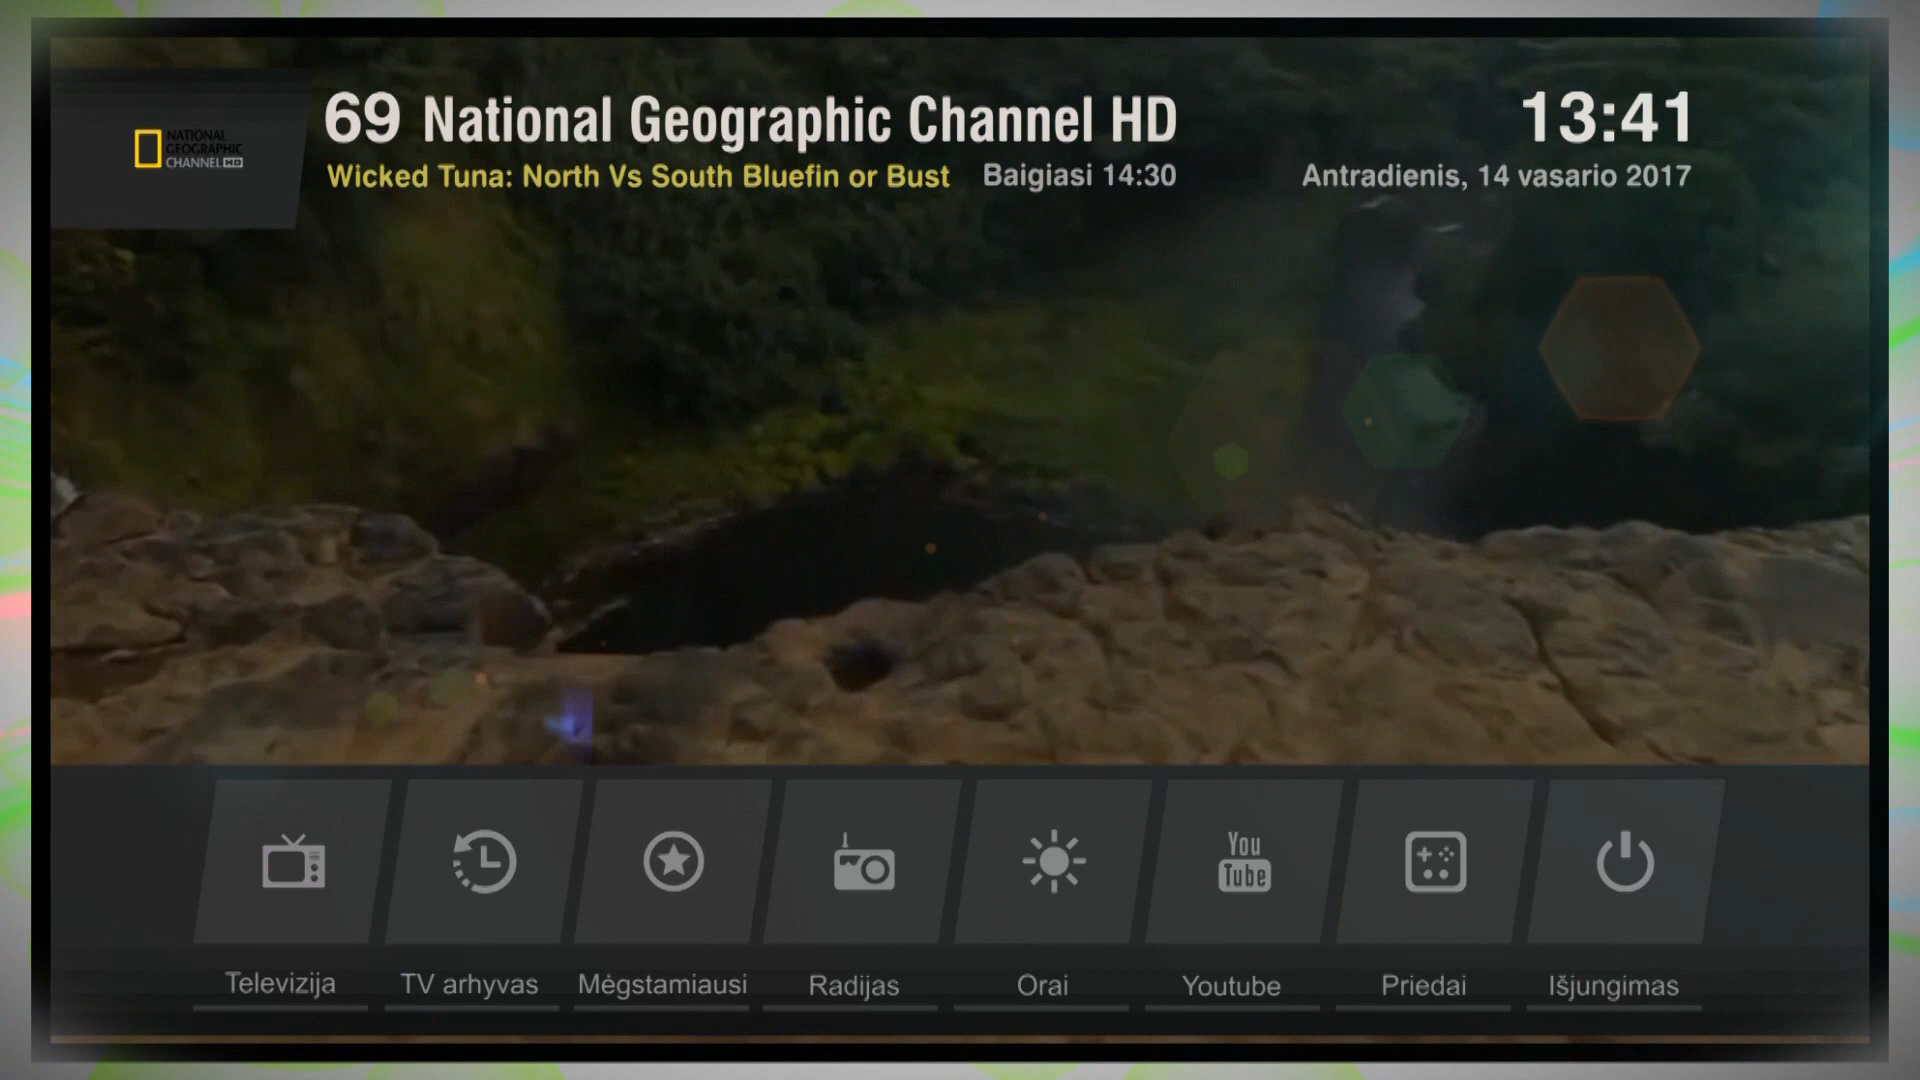 NATIONAL
GEOGRAPHIC
CHANNEL HD
69 National Geographic Channel HD
Wicked Tuna: North Vs South Bluefin or Bust Baigiasi 14:30
13:41
Antradienis, 14 vasario 2017
You
Tube
Televizija
TV arhyvas
Mėgstamiausi
Radijas
Orai
Youtube
Priedai
Išjungimas